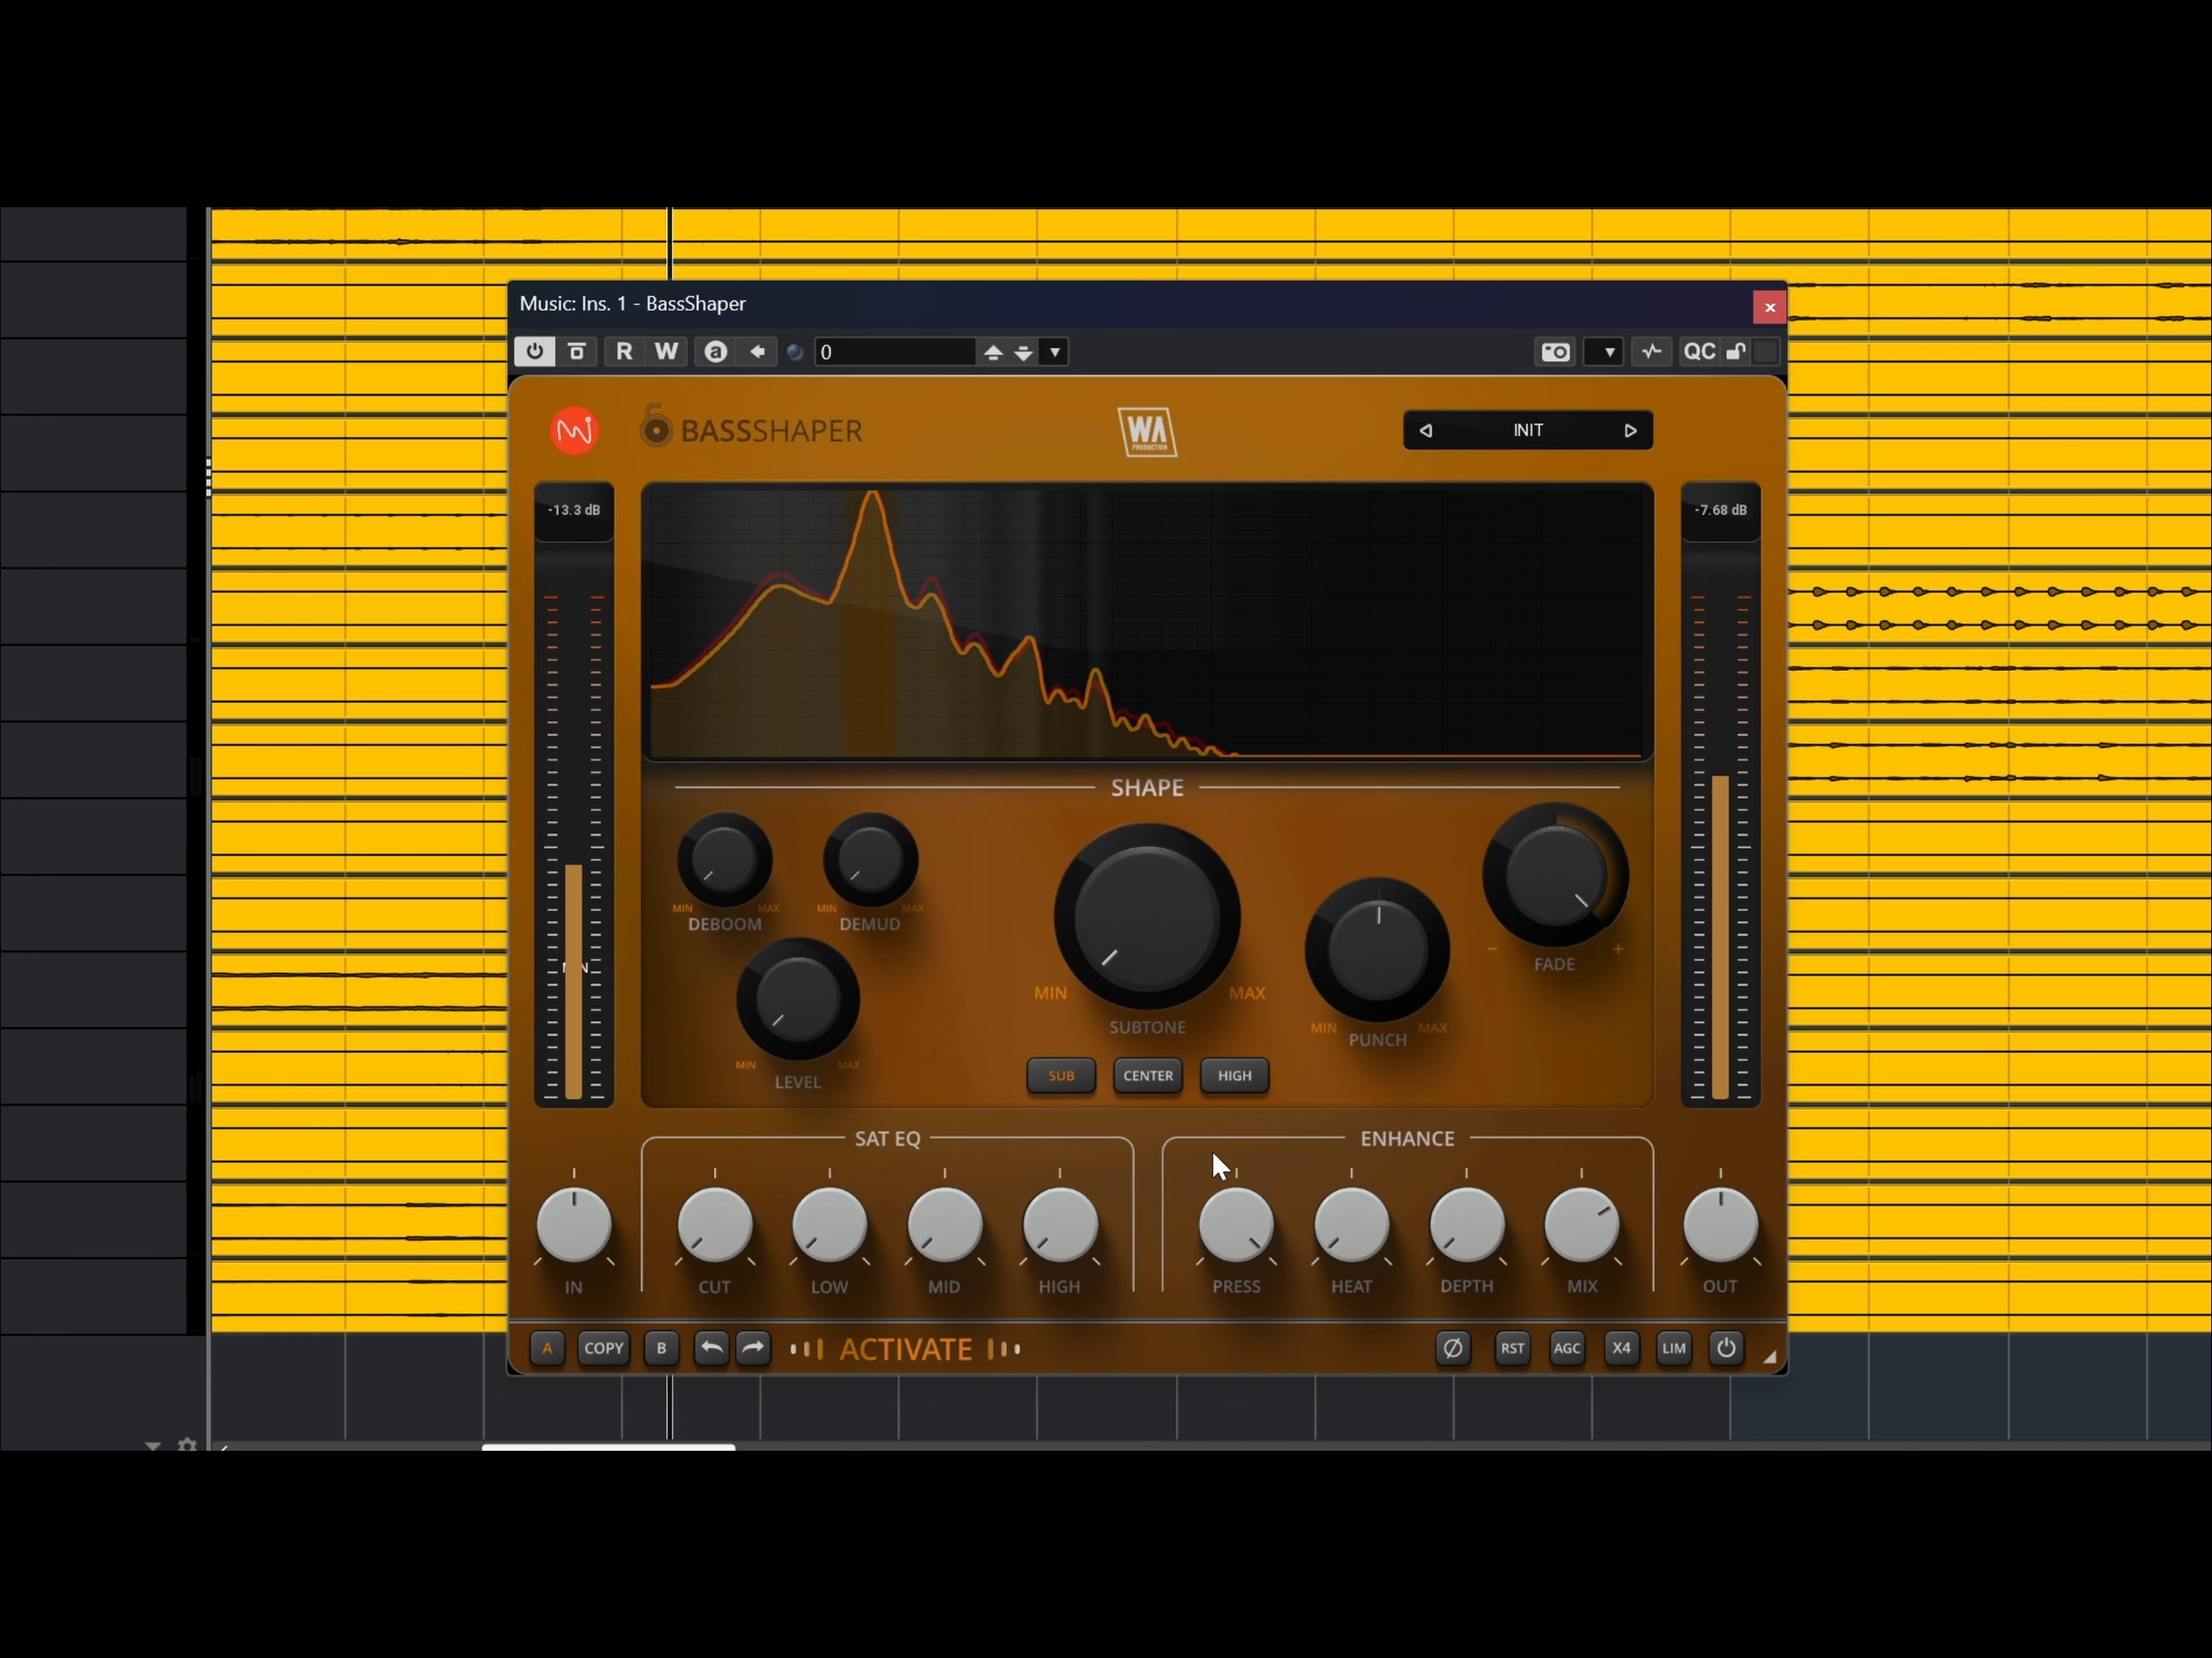 Music: Ins. 1 - BassShaper
x
R W a 0 QC
BASSSHAPER
WA
PRODUCTION
INIT
-13.3 dB
-7.68 dB
SHAPE
MIN MAX
DEBOOM
MIN MAX
DEMUD
MIN MAX
LEVEL
MIN MAX
SUBTONE
MIN MAX
PUNCH
- +
FADE
SUB CENTER HIGH
SAT EQ
ENHANCE
IN CUT LOW MID HIGH PRESS HEAT DEPTH MIX OUT
A COPY B ACTIVATE Ø RST AGC X4 LIM